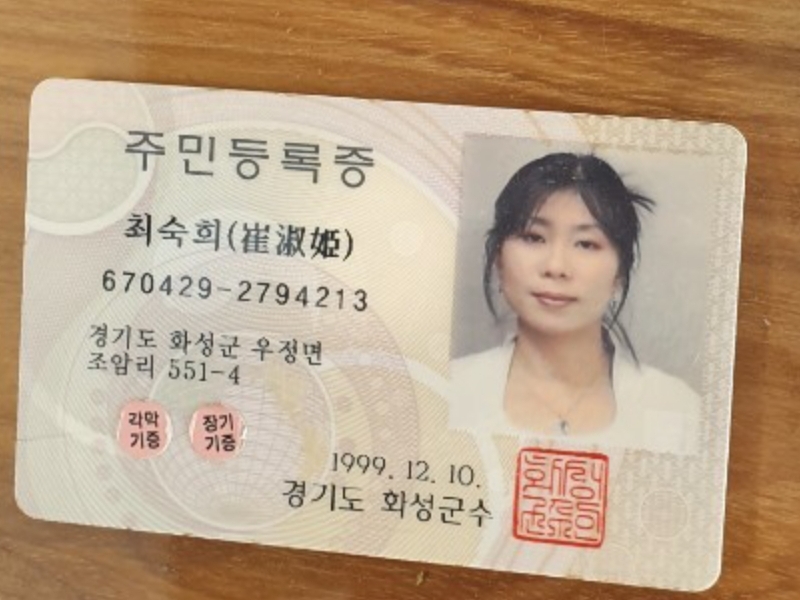 주민등록증
최숙희(崔淑姬)
670429-2794213
경기도 화성군 우정면
조암리 551-4
각막 기증
장기 기증
1999. 12. 10.
경기도 화성군수